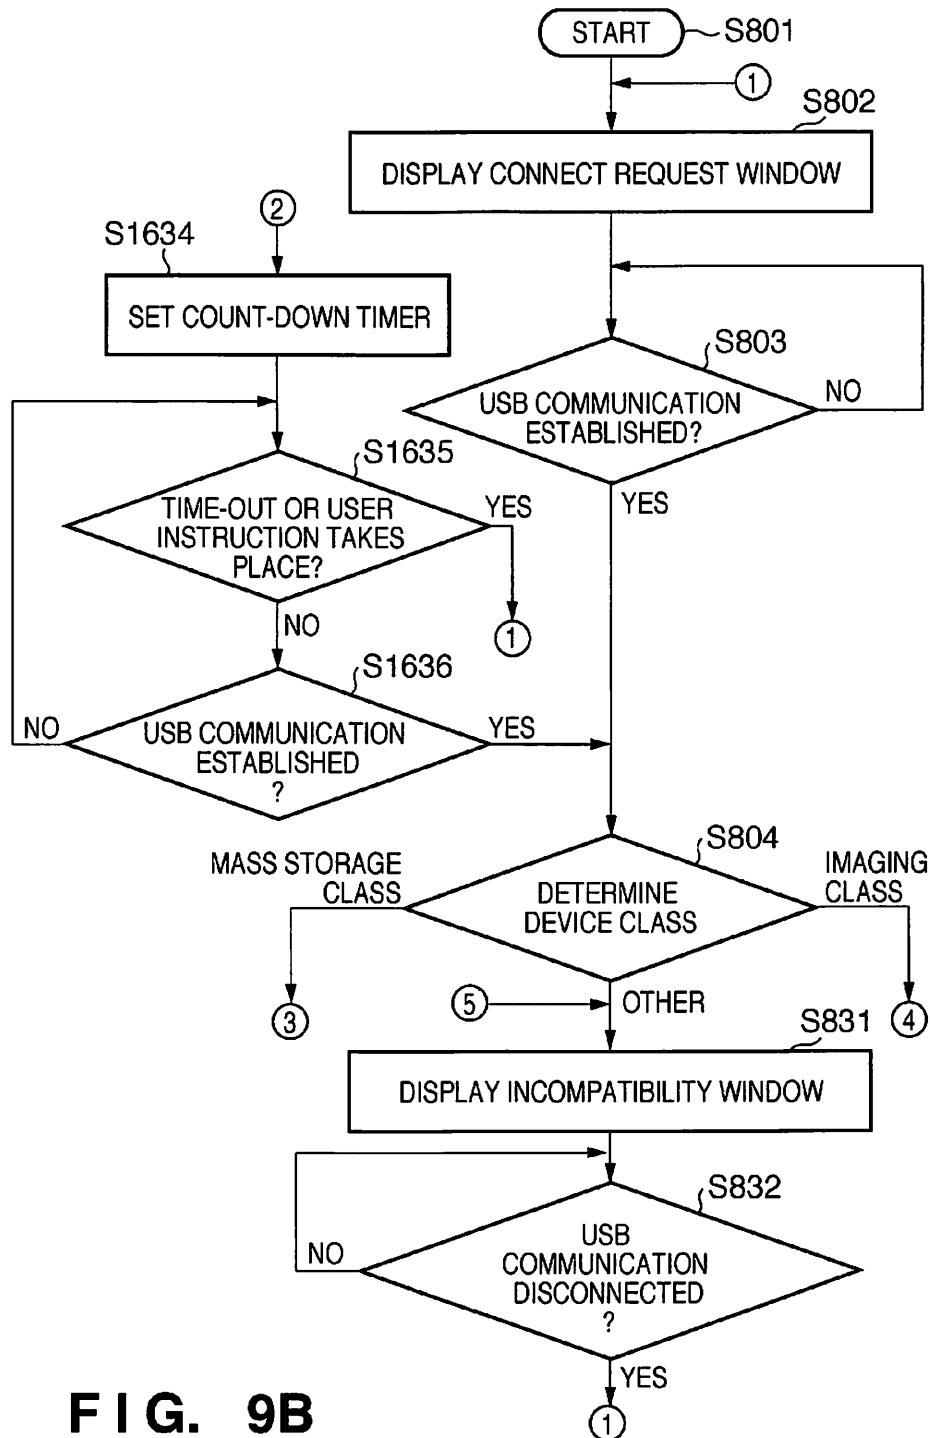 START
S801
1
S802
DISPLAY CONNECT REQUEST WINDOW
2
S1634
SET COUNT-DOWN TIMER
S803
USB COMMUNICATION
ESTABLISHED?
NO
YES
S1635
TIME-OUT OR USER
INSTRUCTION TAKES
PLACE?
YES
1
NO
S1636
USB COMMUNICATION
ESTABLISHED
?
NO
YES
S804
DETERMINE
DEVICE CLASS
MASS STORAGE
CLASS
IMAGING
CLASS
3
5
OTHER
4
S831
DISPLAY INCOMPATIBILITY WINDOW
S832
USB
COMMUNICATION
DISCONNECTED
?
NO
YES
1
FIG. 9B